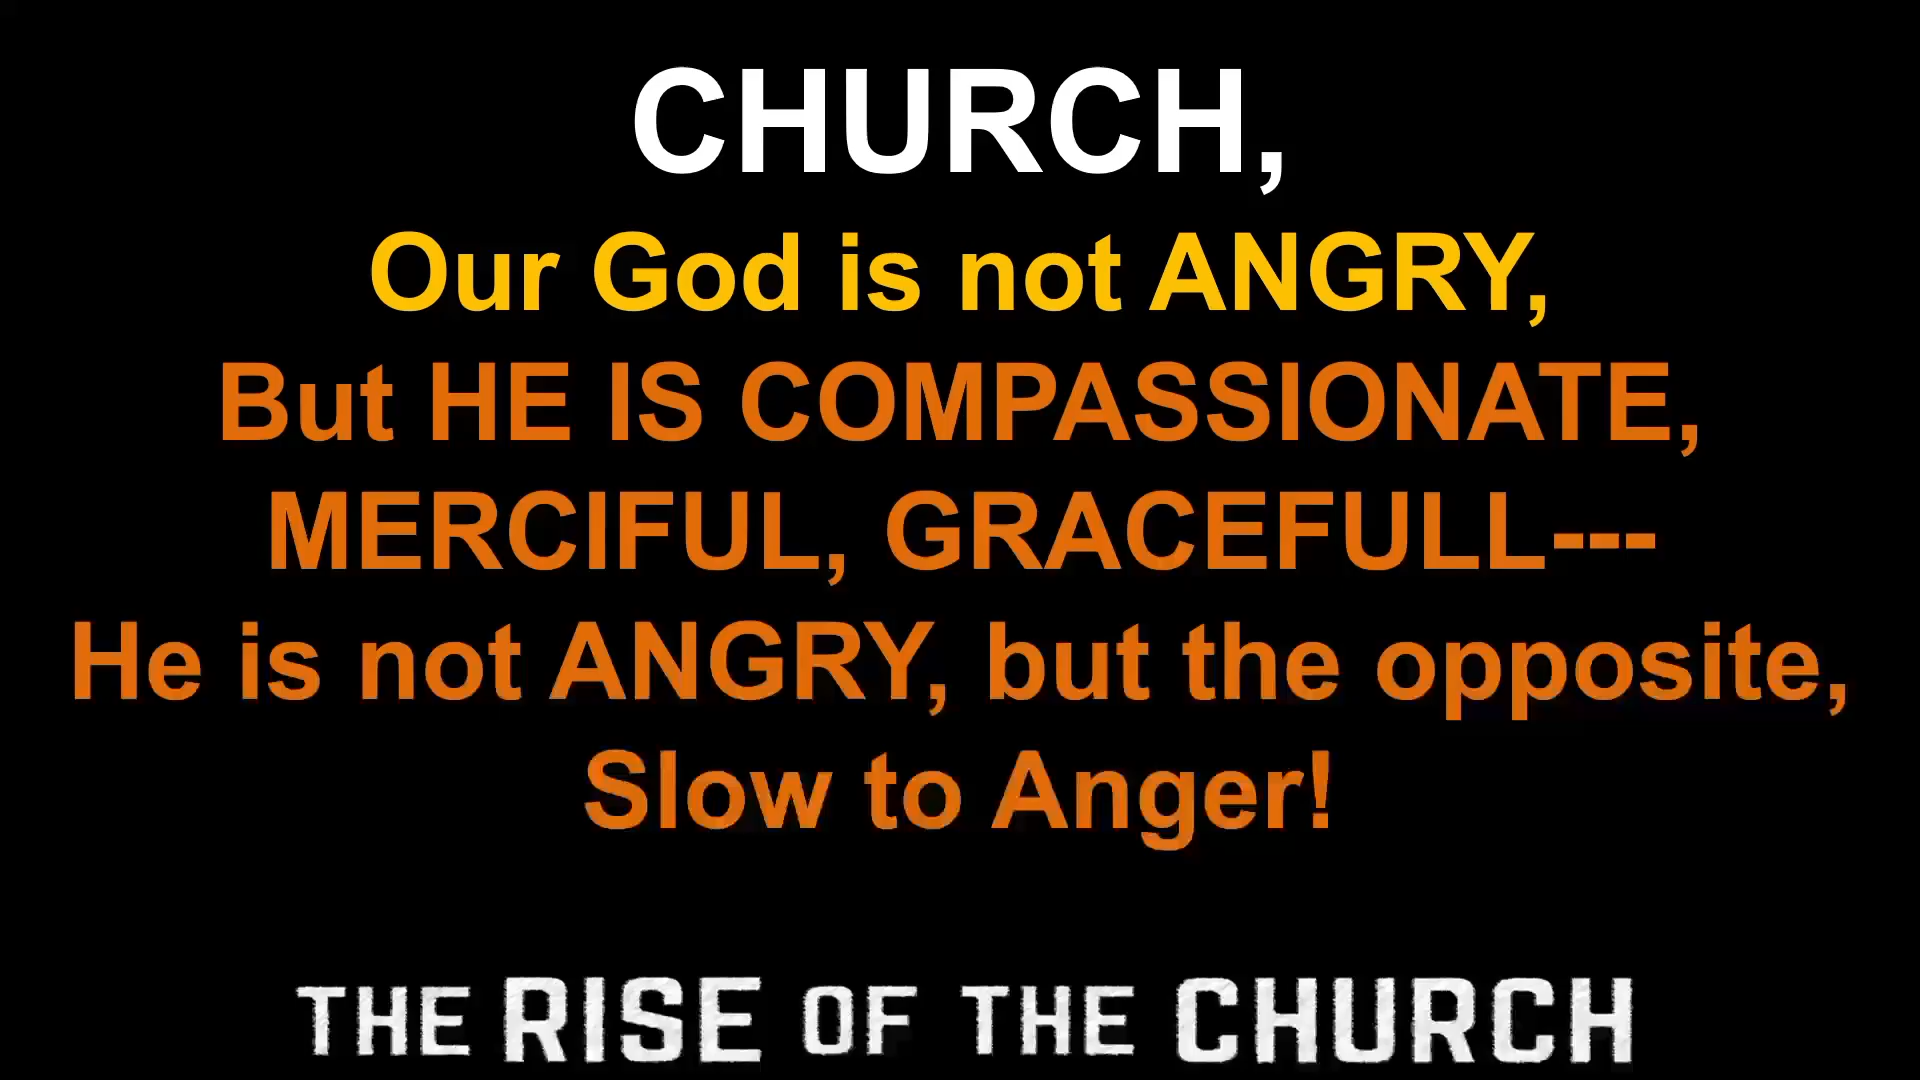 CHURCH,
Our God is not ANGRY,
But HE IS COMPASSIONATE,
MERCIFUL, GRACEFULL---
He is not ANGRY, but the opposite,
Slow to Anger!
THE RISE OF THE CHURCH